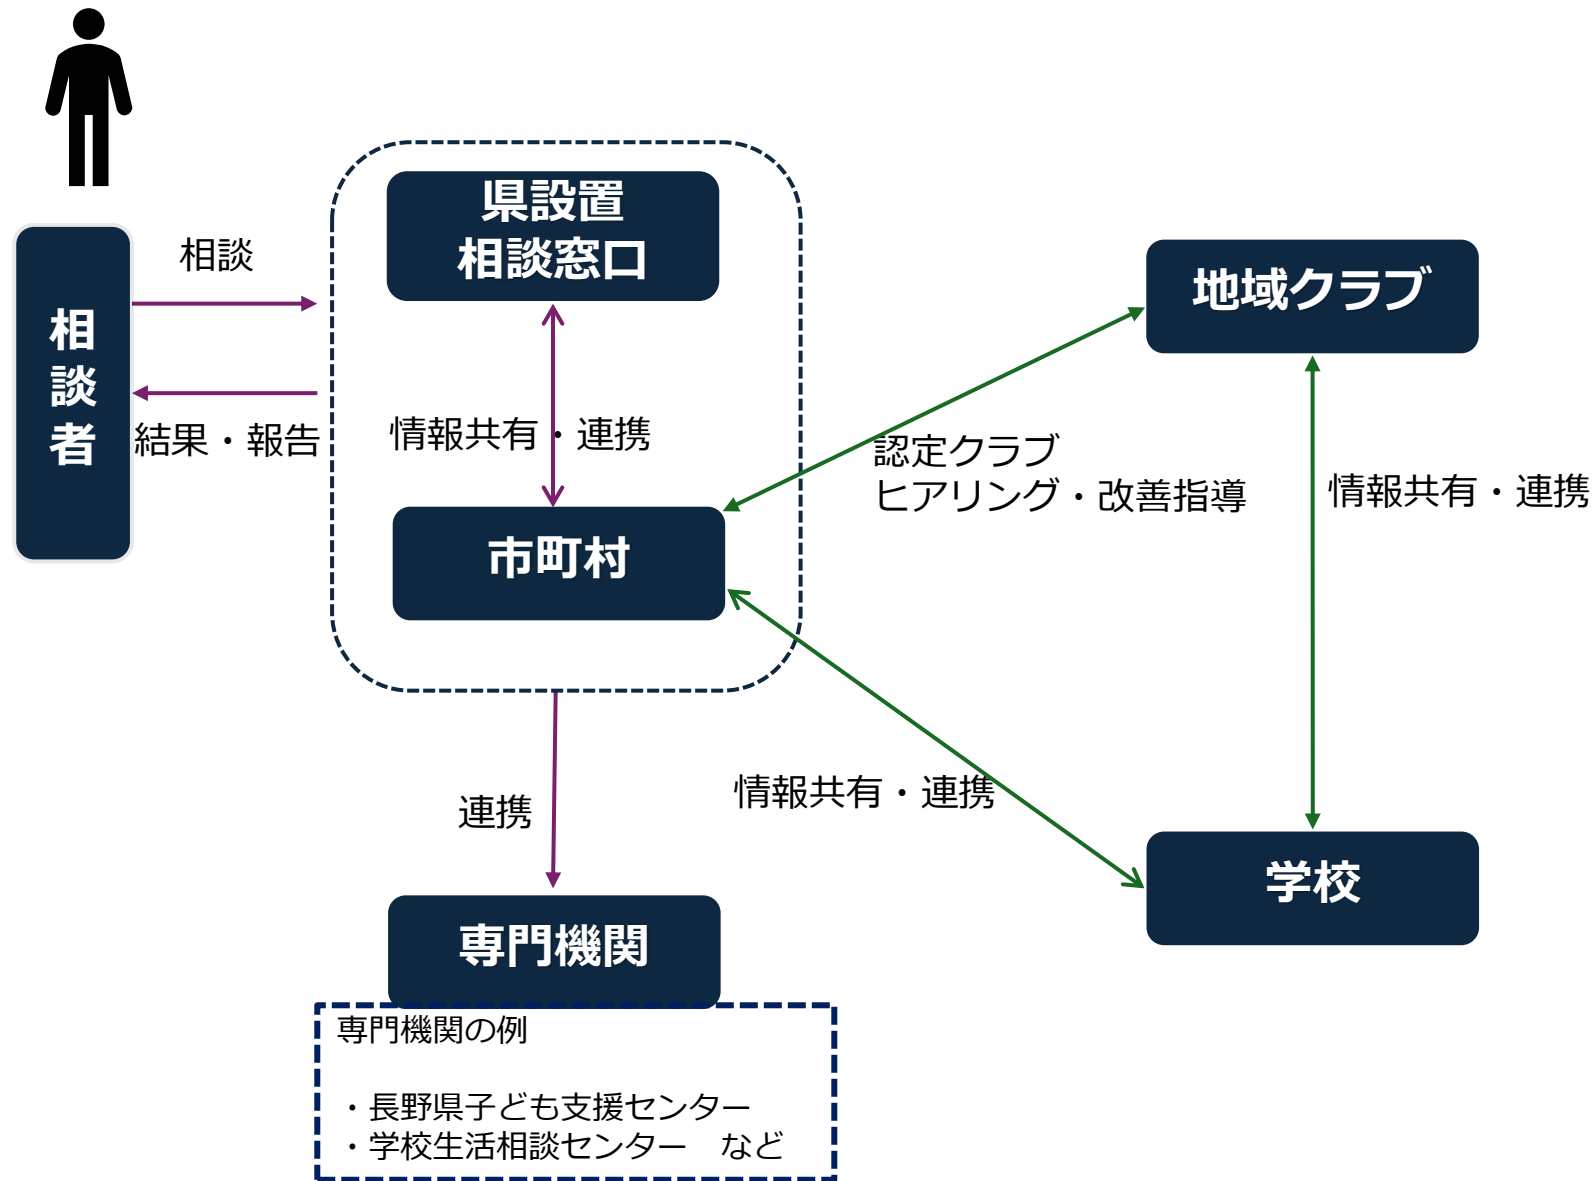 県設置
相談窓口
相談
相談者
結果・報告
情報共有・連携
市町村
地域クラブ
認定クラブ
ヒアリング・改善指導
情報共有・連携
情報共有・連携
連携
学校
専門機関
専門機関の例
・長野県子ども支援センター
・学校生活相談センター　など